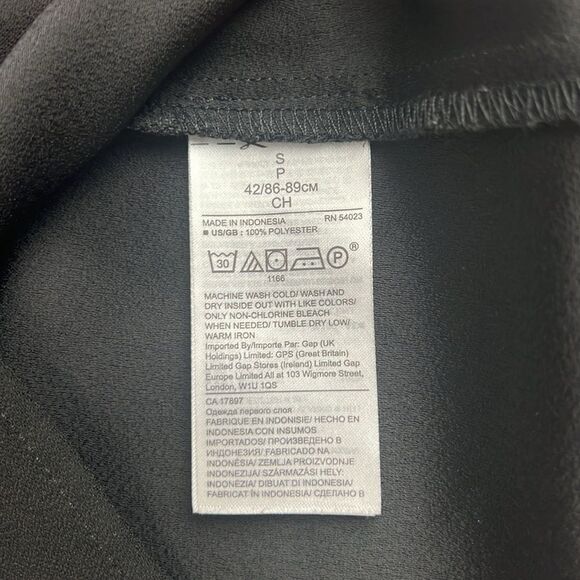 S
P
42/86-89CM
CH
MADE IN INDONESIA RN 54023
■ US/GB : 100% POLYESTER
30 P ®
1166
MACHINE WASH COLD/ WASH AND
DRY INSIDE OUT WITH LIKE COLORS/
ONLY NON-CHLORINE BLEACH
WHEN NEEDED/ TUMBLE DRY LOW/
WARM IRON
Imported By/Importe Par: Gap (UK
Holdings) Limited: GPS (Great Britain)
Limited Gap Stores (Ireland) Limited Gap
Europe Limited All at 103 Wigmore Street,
London, W1U 1QS
CA 17897
Одежда первого слоя
FABRIQUE EN INDONISIE/ HECHO EN
INDONESIA CON INSUMOS
IMPORTADOS/ ПРОИЗВЕДЕНО В
ИНДОНЕЗИЯ/ FABRICADO NA
INDONÉSIA/ ZEMLJA PROIZVODNJE
INDONEZIJA/ SZÁRMAZÁSI HELY:
INDONÉZIA/ DIBUAT DI INDONESIA/
FABRICAT ÎN INDONEZIA/ СДЕЛАНО В